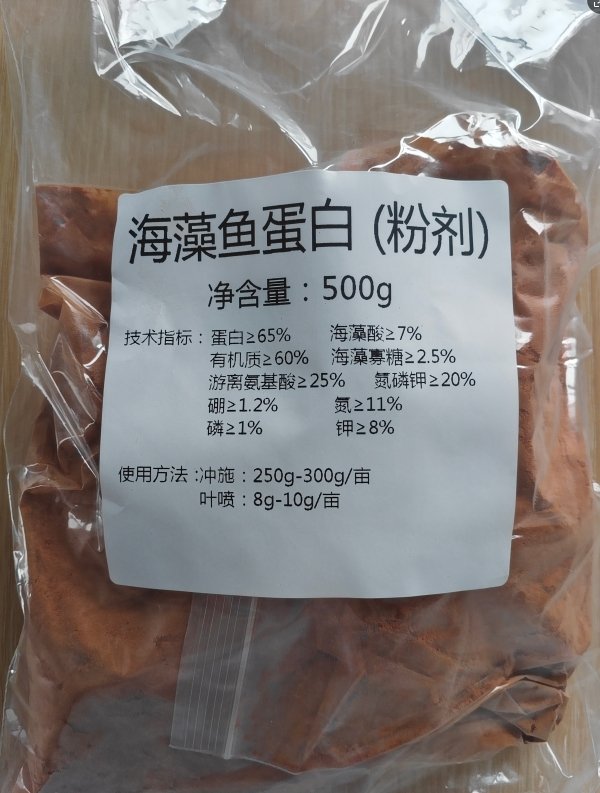 海藻鱼蛋白 (粉剂)
净含量：500g
技术指标：蛋白≥65% 海藻酸≥7%
有机质≥60% 海藻寡糖≥2.5%
游离氨基酸≥25% 氮磷钾≥20%
硼≥1.2% 氮≥11%
磷≥1% 钾≥8%
使用方法：冲施：250g-300g/亩
叶喷：8g-10g/亩